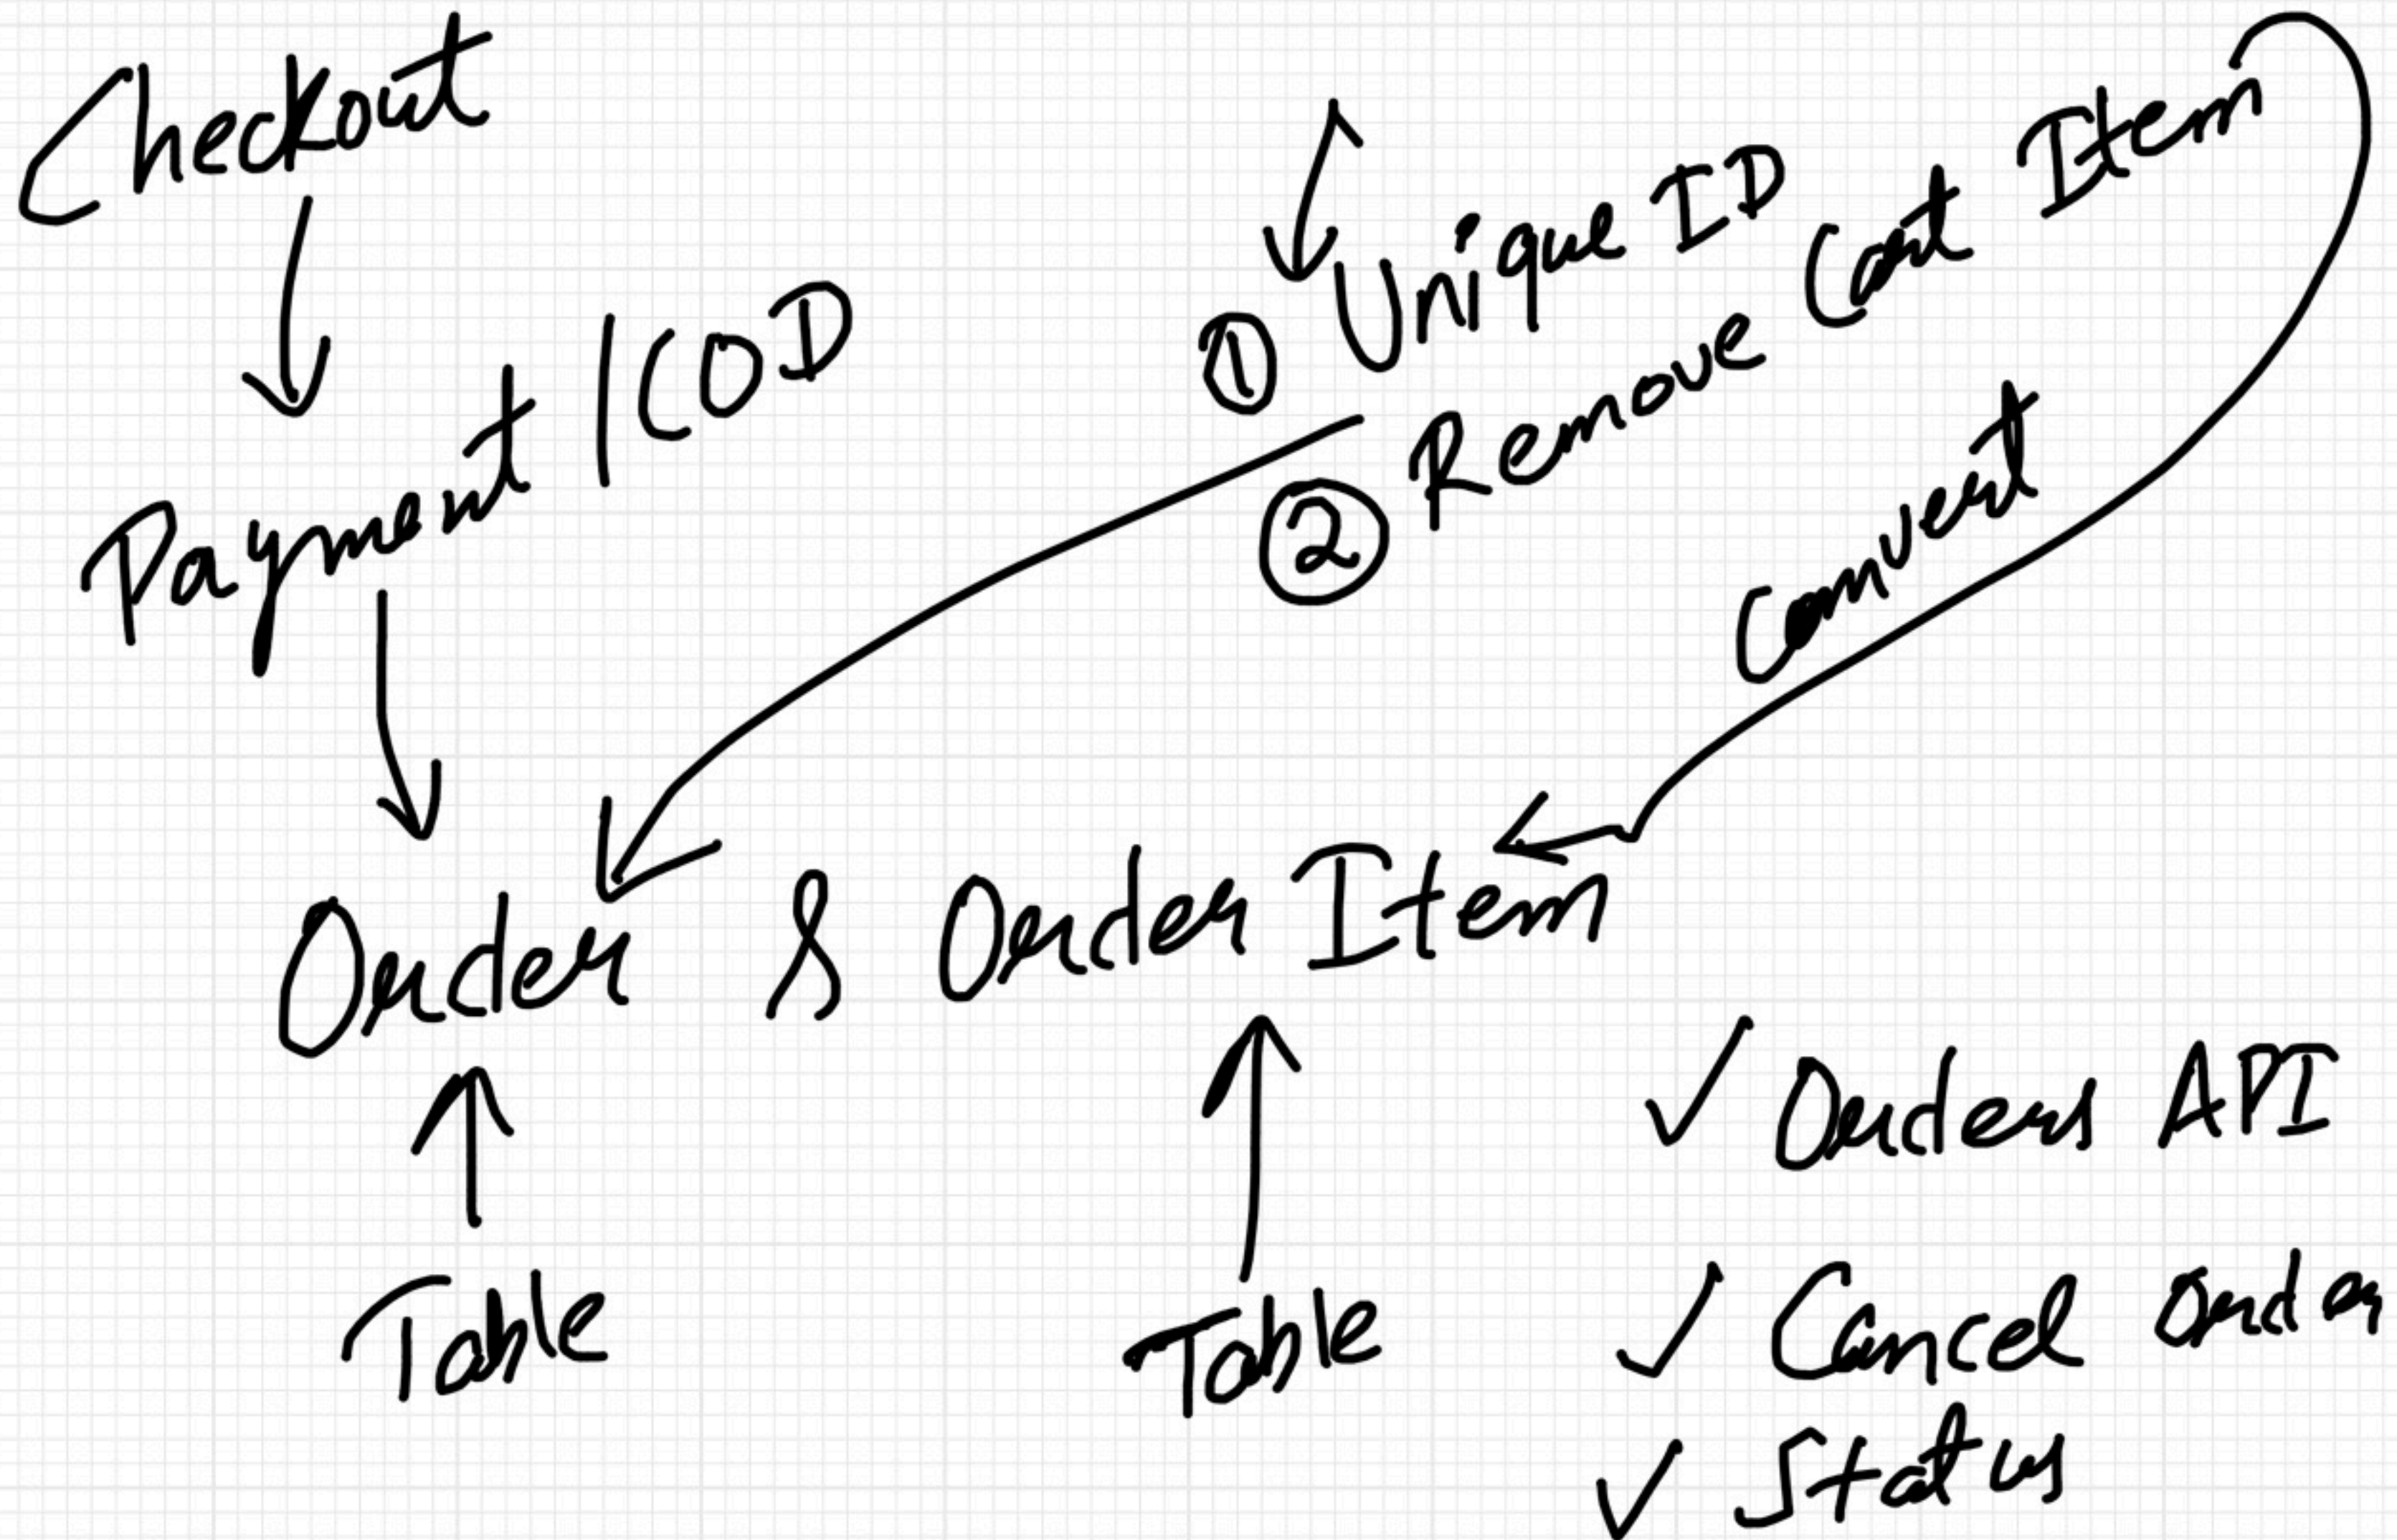 Checkout
Payment | COD
① Unique ID
② Remove Cart Item
Convert
Order & Order Item
Table
Table
✓ Orders API
✓ Cancel Order
✓ Status